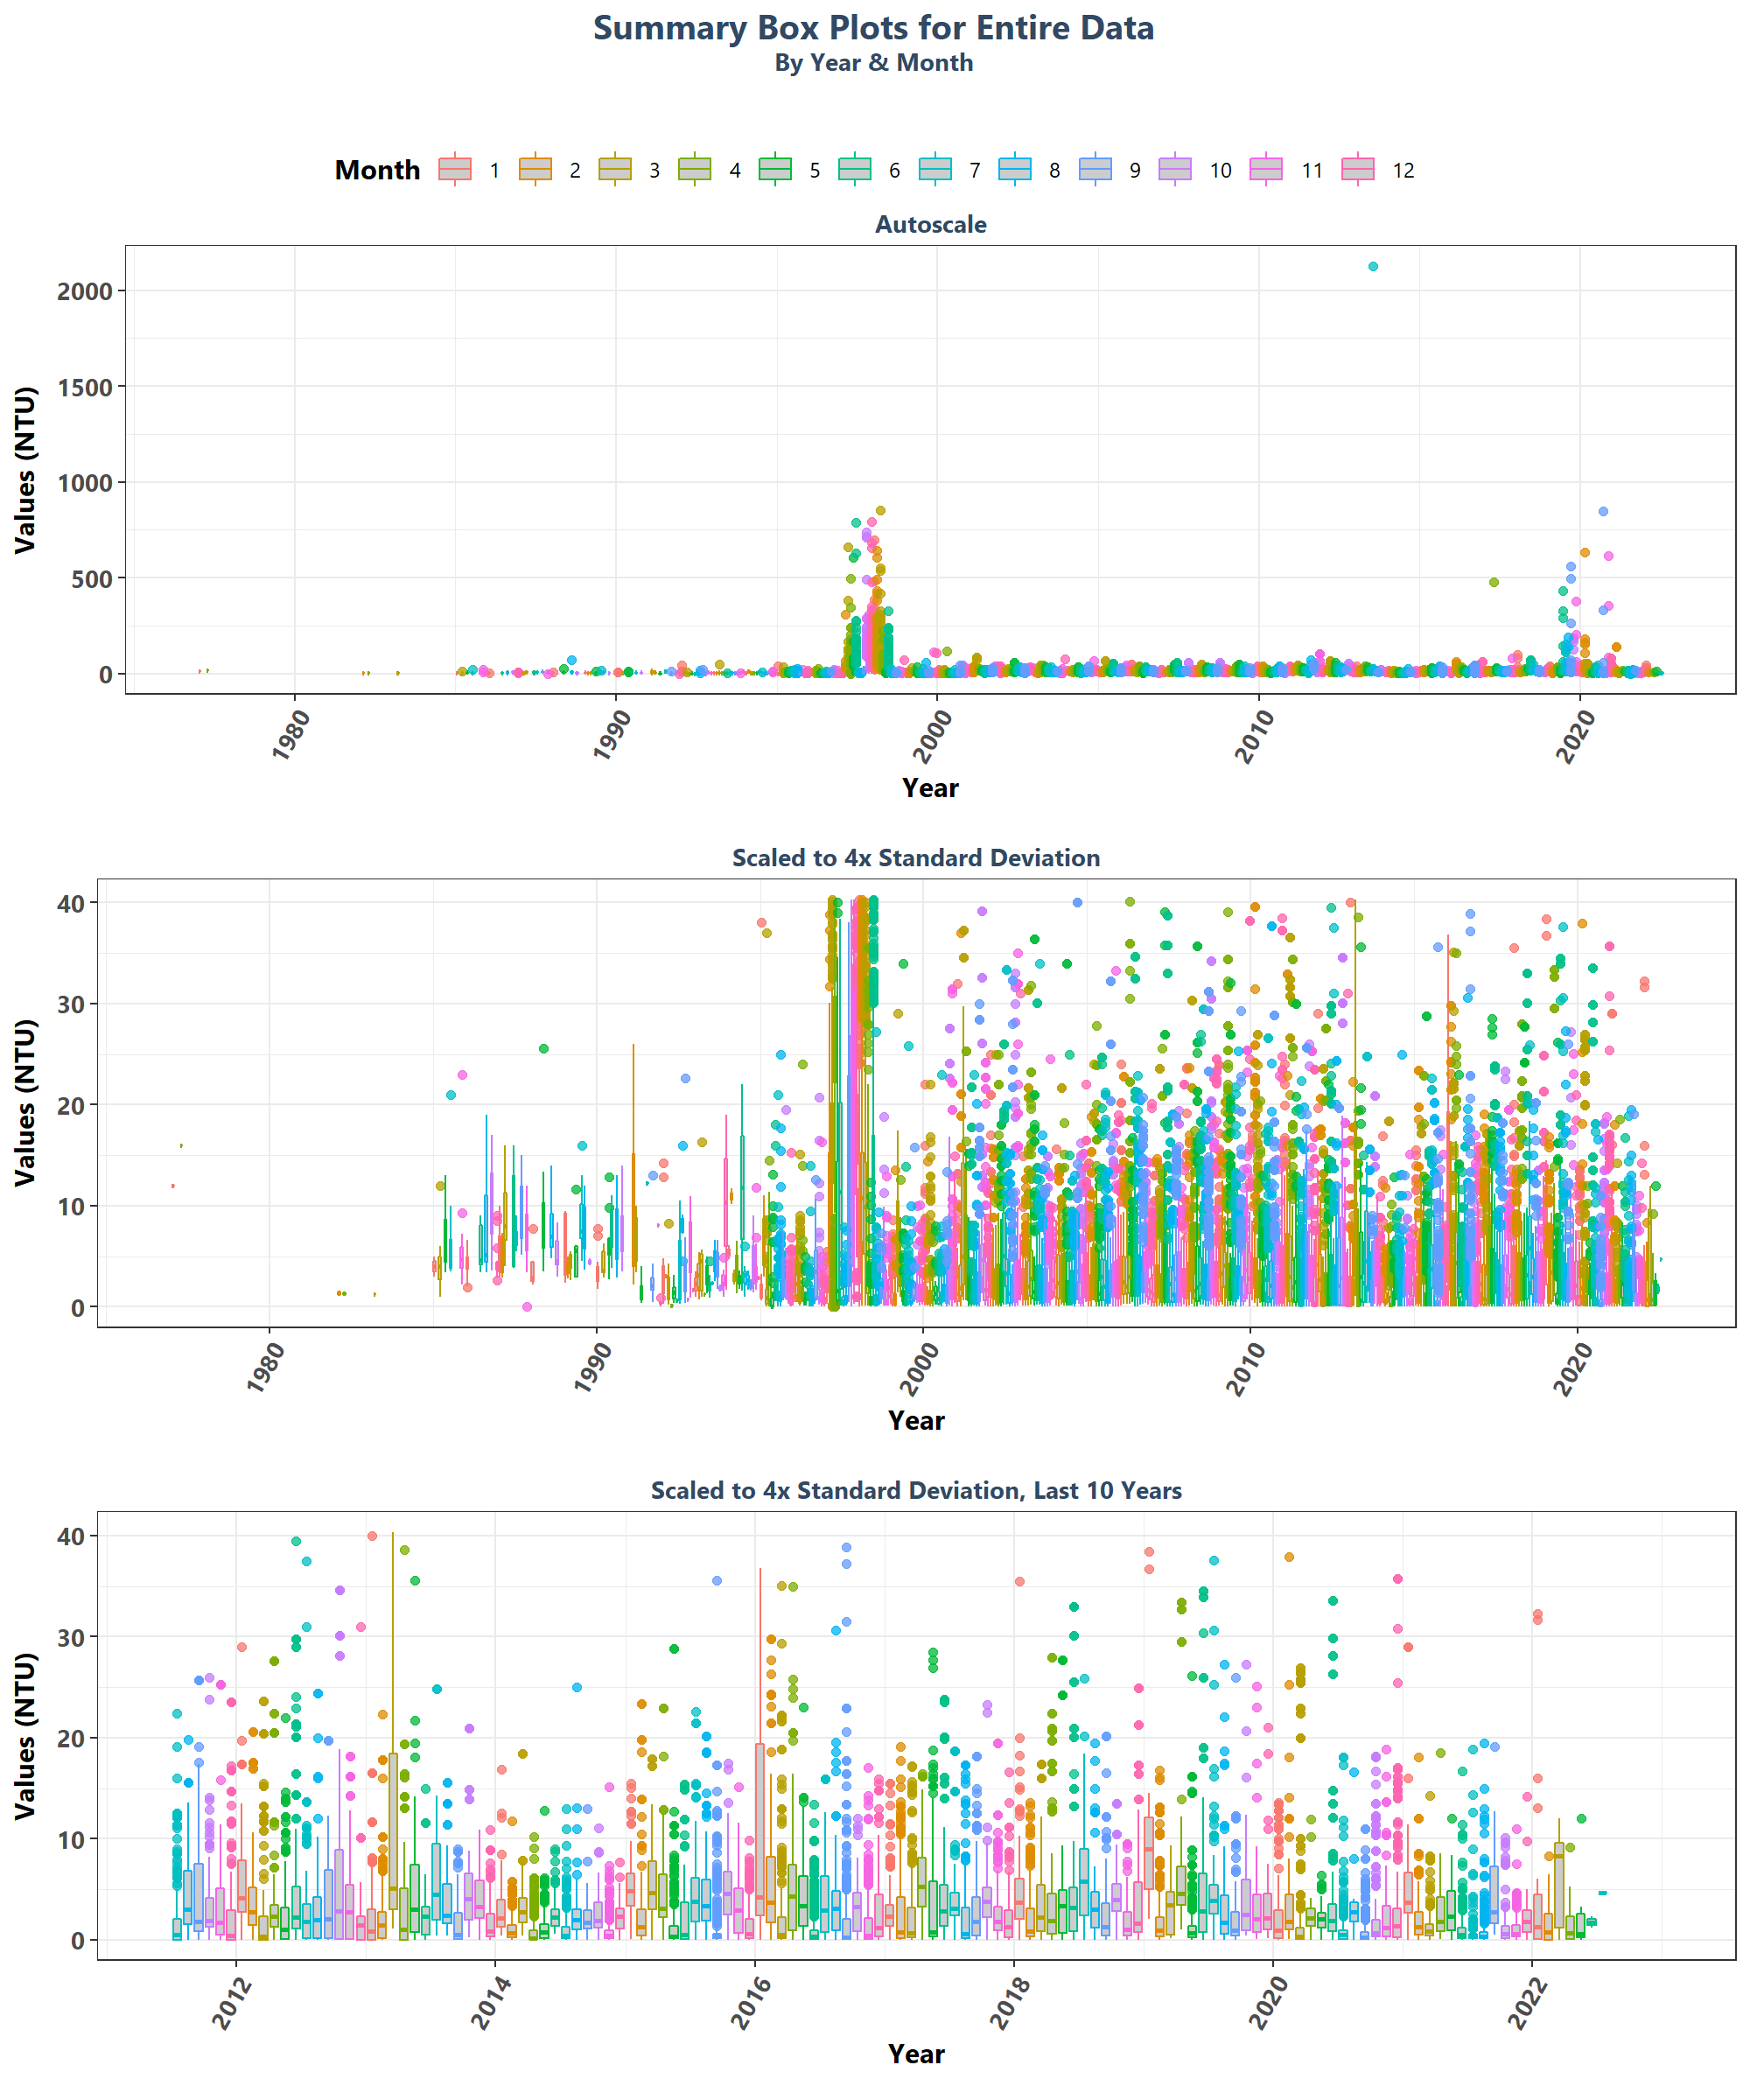 Summary Box Plots for Entire Data
By Year & Month
Month 1 2 3 4 5 6 7 8 9 10 11 12
Autoscale
Values (NTU)
2000
1500
1000
500
0
1980 1990 2000 2010 2020
Year
Scaled to 4x Standard Deviation
Values (NTU)
40
30
20
10
0
1980 1990 2000 2010 2020
Year
Scaled to 4x Standard Deviation, Last 10 Years
Values (NTU)
40
30
20
10
0
2012 2014 2016 2018 2020 2022
Year